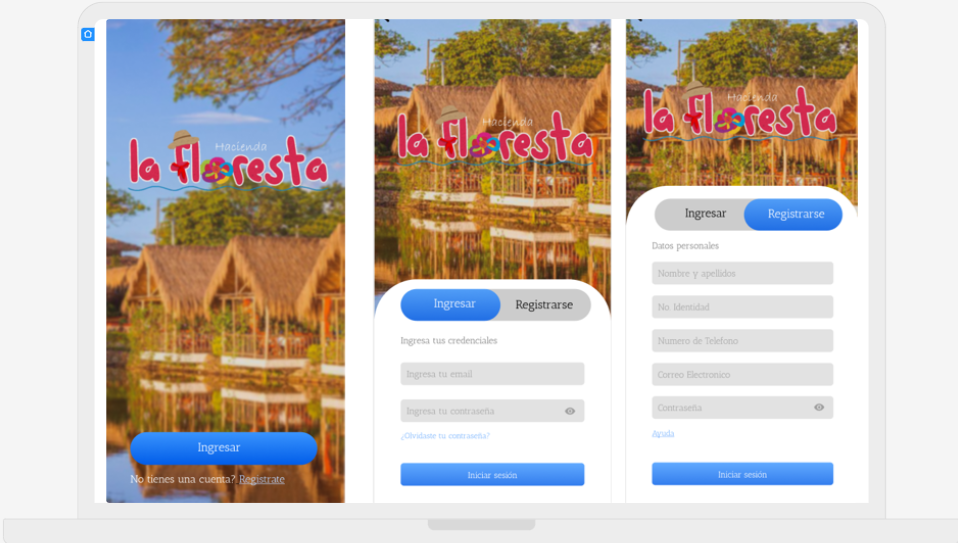 Hacienda
la floresta
Ingresar
No tienes una cuenta? Registrate
Hacienda
la floresta
Ingresar
Registrarse
Ingresa tus credenciales
Ingresa tu email
Ingresa tu contraseña
¿Olvidaste tu contraseña?
Iniciar sesión
Hacienda
la floresta
Ingresar
Registrarse
Datos personales
Nombre y apellidos
No. Identidad
Numero de Telefono
Correo Electronico
Contraseña
Ayuda
Iniciar sesión